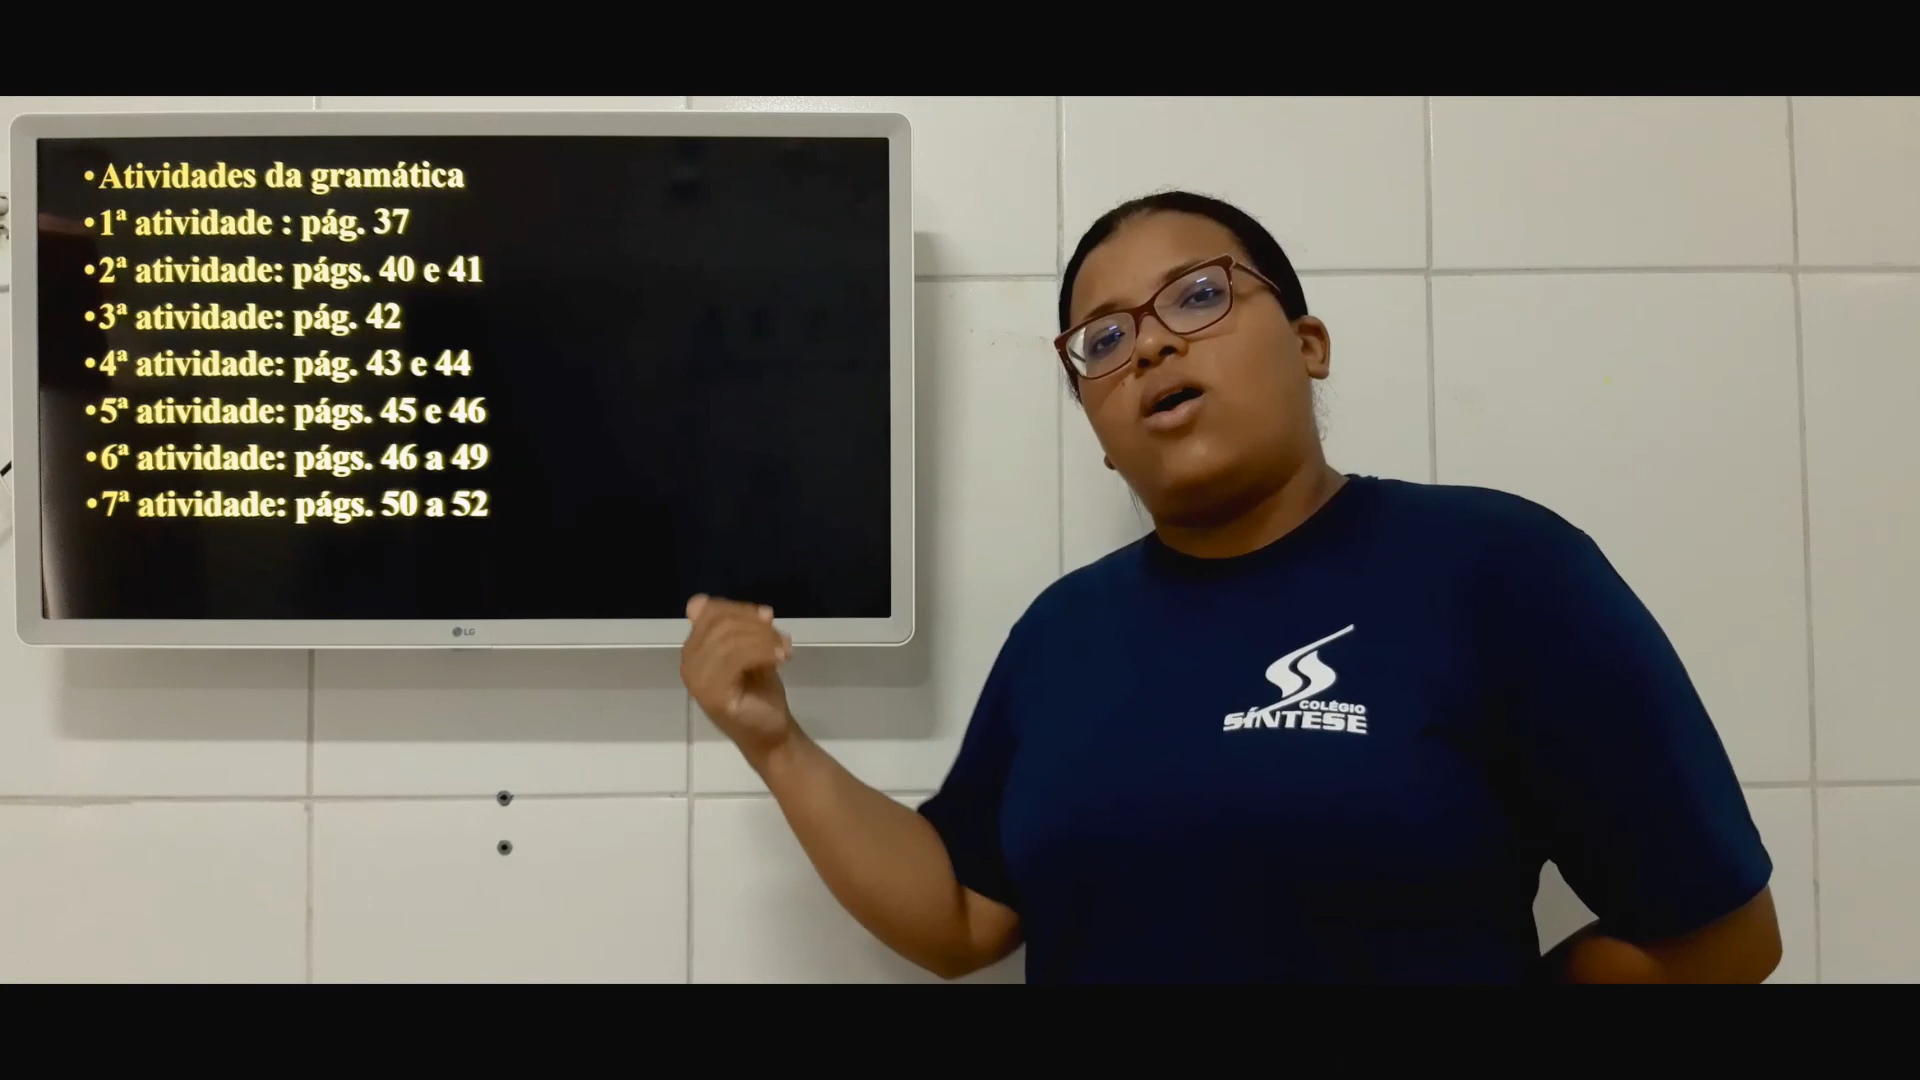 •Atividades da gramática
•1ª atividade : pág. 37
•2ª atividade: págs. 40 e 41
•3ª atividade: pág. 42
•4ª atividade: pág. 43 e 44
•5ª atividade: págs. 45 e 46
•6ª atividade: págs. 46 a 49
•7ª atividade: págs. 50 a 52
LG
COLÉGIO
SÍNTESE